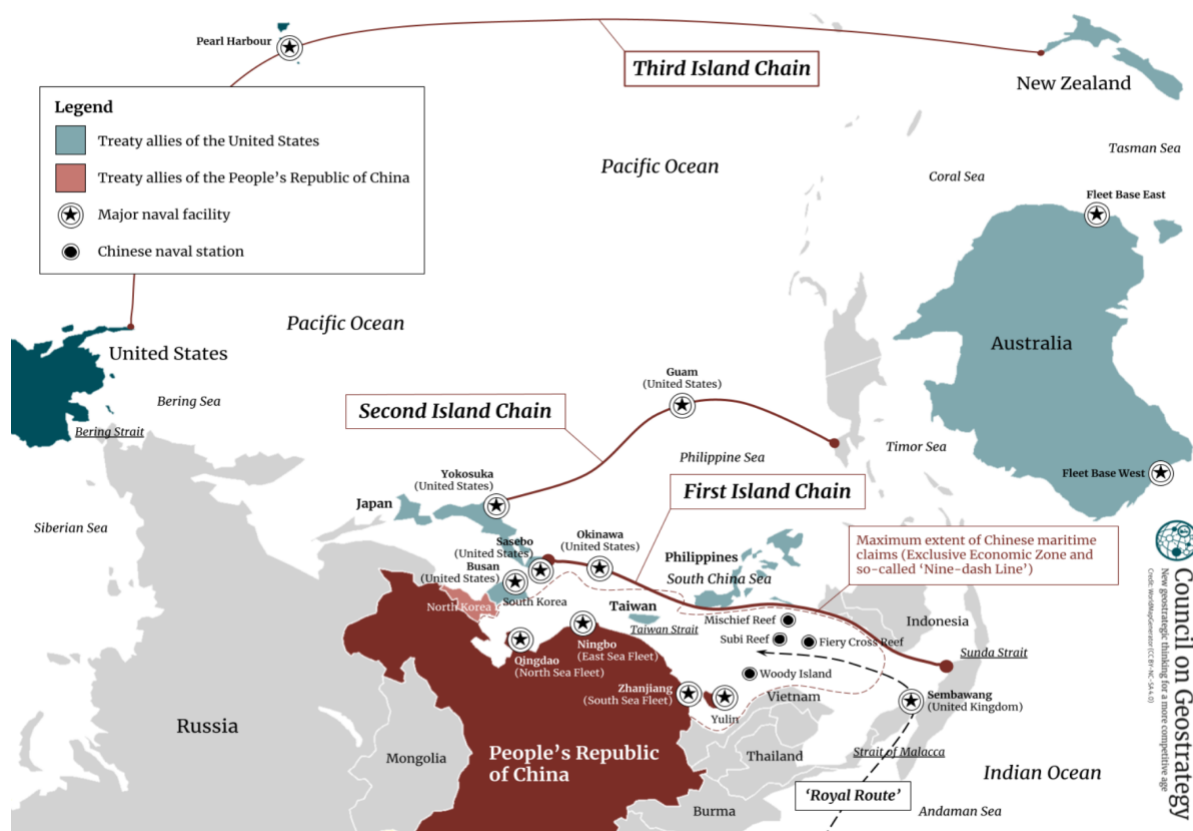 Pearl Harbour
Third Island Chain
New Zealand
Legend
Treaty allies of the United States
Treaty allies of the People's Republic of China
Major naval facility
Chinese naval station
Pacific Ocean
Tasman Sea
Coral Sea
Fleet Base East
Pacific Ocean
United States
Australia
Bering Sea
Bering Strait
Guam
(United States)
Second Island Chain
Philippine Sea
Timor Sea
Fleet Base West
Yokosuka
(United States)
Japan
First Island Chain
Siberian Sea
Sasebo
(United States)
Okinawa
(United States)
Busan
(United States)
Philippines
South China Sea
Maximum extent of Chinese maritime
claims (Exclusive Economic Zone and
so-called ‘Nine-dash Line’)
North Korea
South Korea
Taiwan
Taiwan Strait
Mischief Reef
Subi Reef
Fiery Cross Reef
Indonesia
Sunda Strait
Qingdao
(North Sea Fleet)
Ningbo
(East Sea Fleet)
Woody Island
Zhanjiang
(South Sea Fleet)
Yulin
Vietnam
Sembawang
(United Kingdom)
Russia
Mongolia
People's Republic
of China
Thailand
Strait of Malacca
Indian Ocean
‘Royal Route’
Burma
Andaman Sea
Council on Geostrategy
New geostrategic thinking for a more competitive age
Credit: WorldMapGenerator (CC BY-NC-SA 4.0)